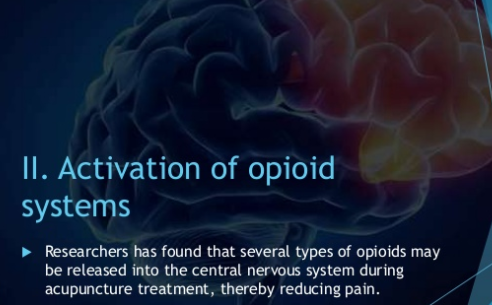 II. Activation of opioid
systems
Researchers has found that several types of opioids may
be released into the central nervous system during
acupuncture treatment, thereby reducing pain.